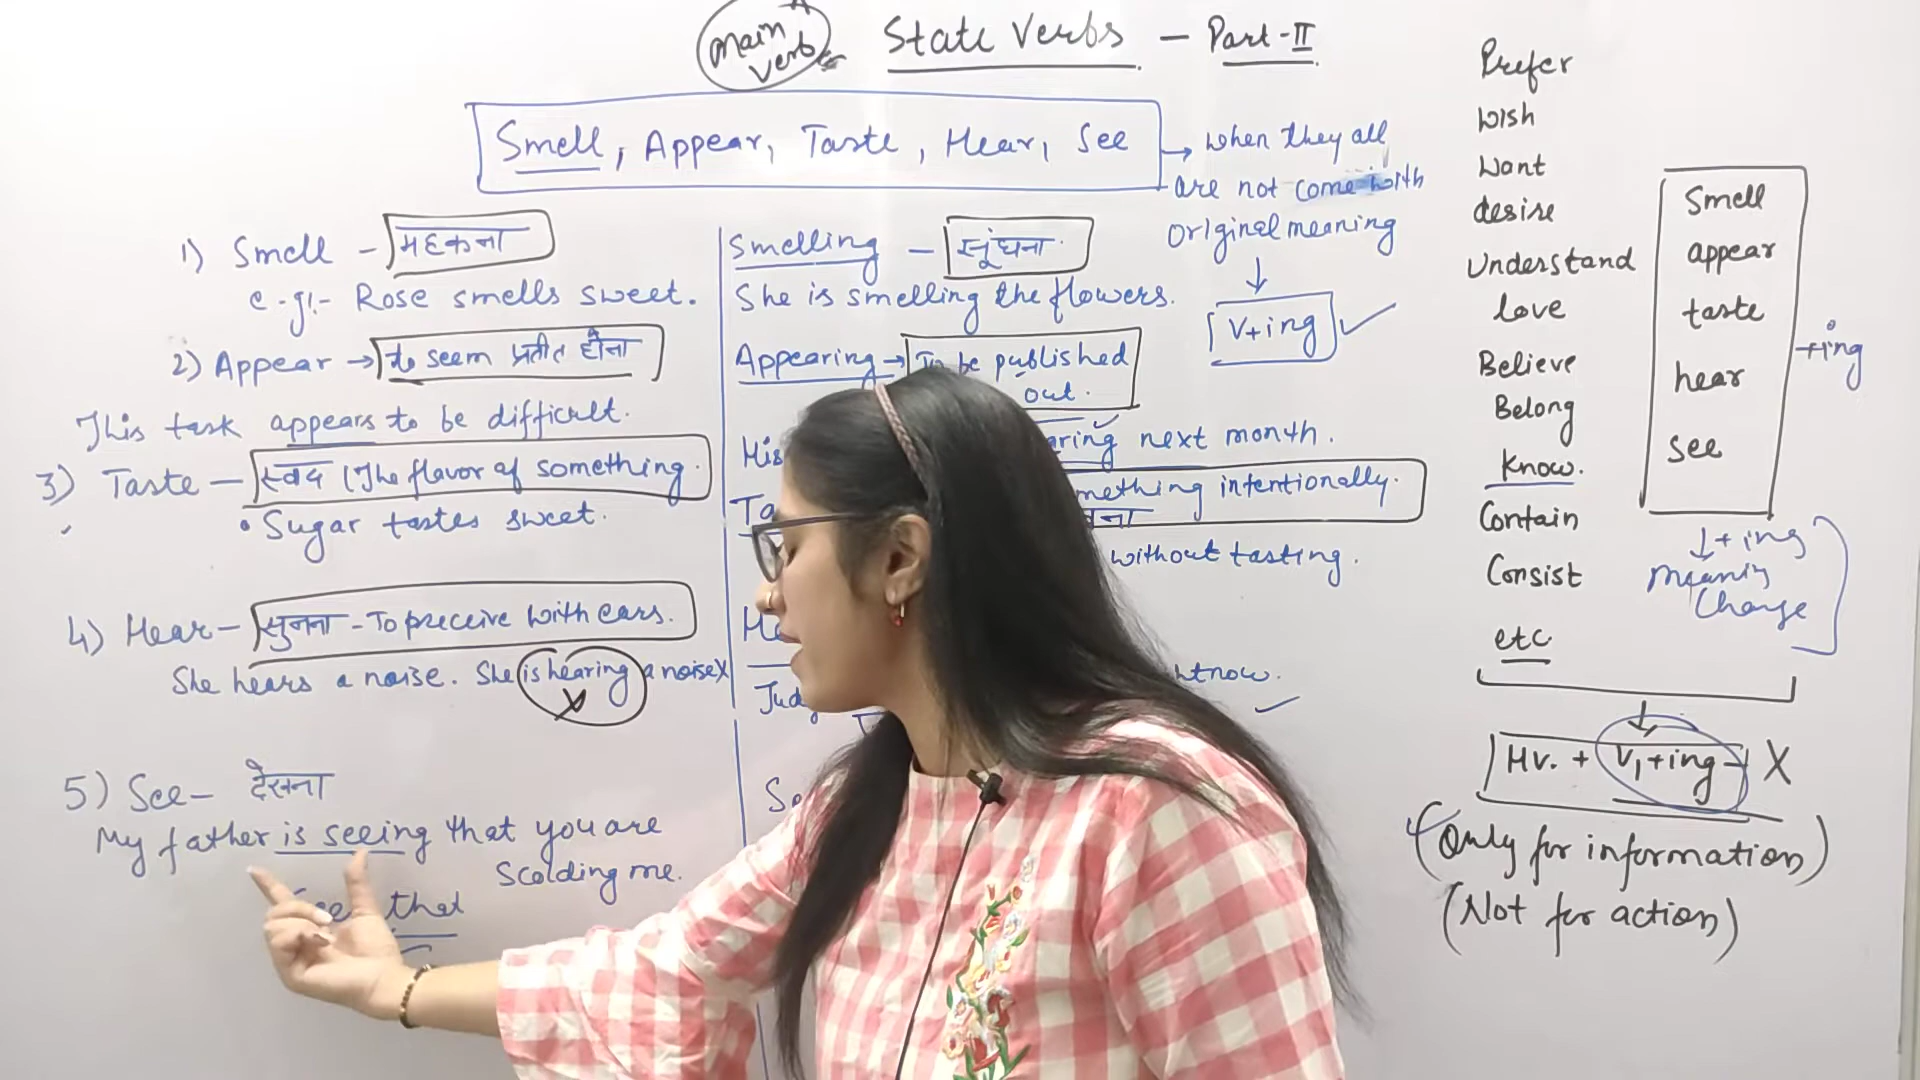 main verb State Verbs - Part-II
Smell, Appear, Taste, Hear, See → when they all
are not come with
original meaning
↓
V+ing ✓
1) Smell - महकना
e.g:- Rose smells sweet.
2) Appear → to seem प्रतीत होना
This task appears to be difficult.
3) Taste - स्वाद (The flavor of something.
• Sugar tastes sweet.
4) Hear - सुनना - To preceive with ears.
She hears a noise. She is hearing a noise X
5) See - देखना
My father is seeing that you are
Scolding me.
that
Smelling - सूंघना
She is smelling the flowers.
Appearing → To be published
out.
His next month.
intentionally.
without tasting.
Prefer
Wish
Want
desire
Understand
love
Believe
Belong
Know.
Contain
Consist
etc
Hv. + V1+ing - X
(Only for information)
(Not for action)
Smell
appear
taste
hear
see
+ing
↓+ing
meaning
Change